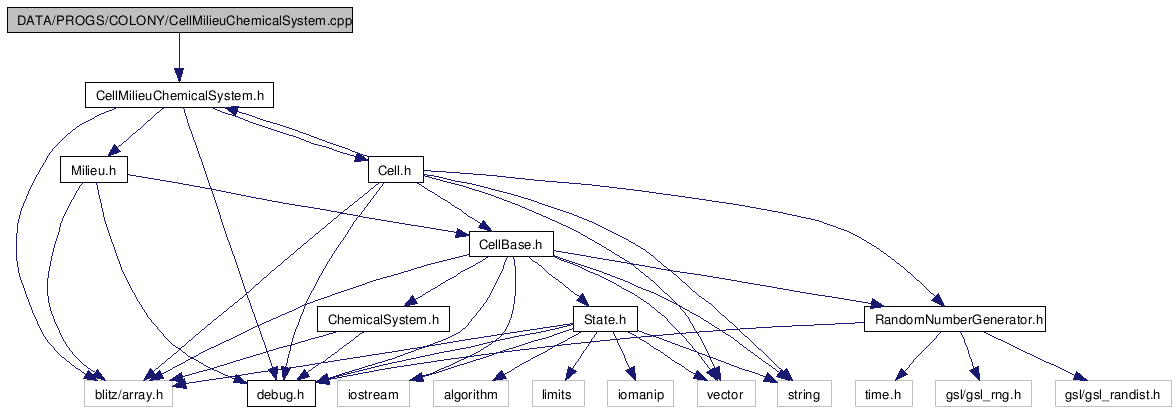 DATA/PROGS/COLONY/CellMilieuChemicalSystem.cpp
CellMilieuChemicalSystem.h
Milieu.h
Cell.h
CellBase.h
ChemicalSystem.h
State.h
RandomNumberGenerator.h
blitz/array.h
debug.h
iostream
algorithm
limits
iomanip
vector
string
time.h
gsl/gsl_rng.h
gsl/gsl_randist.h